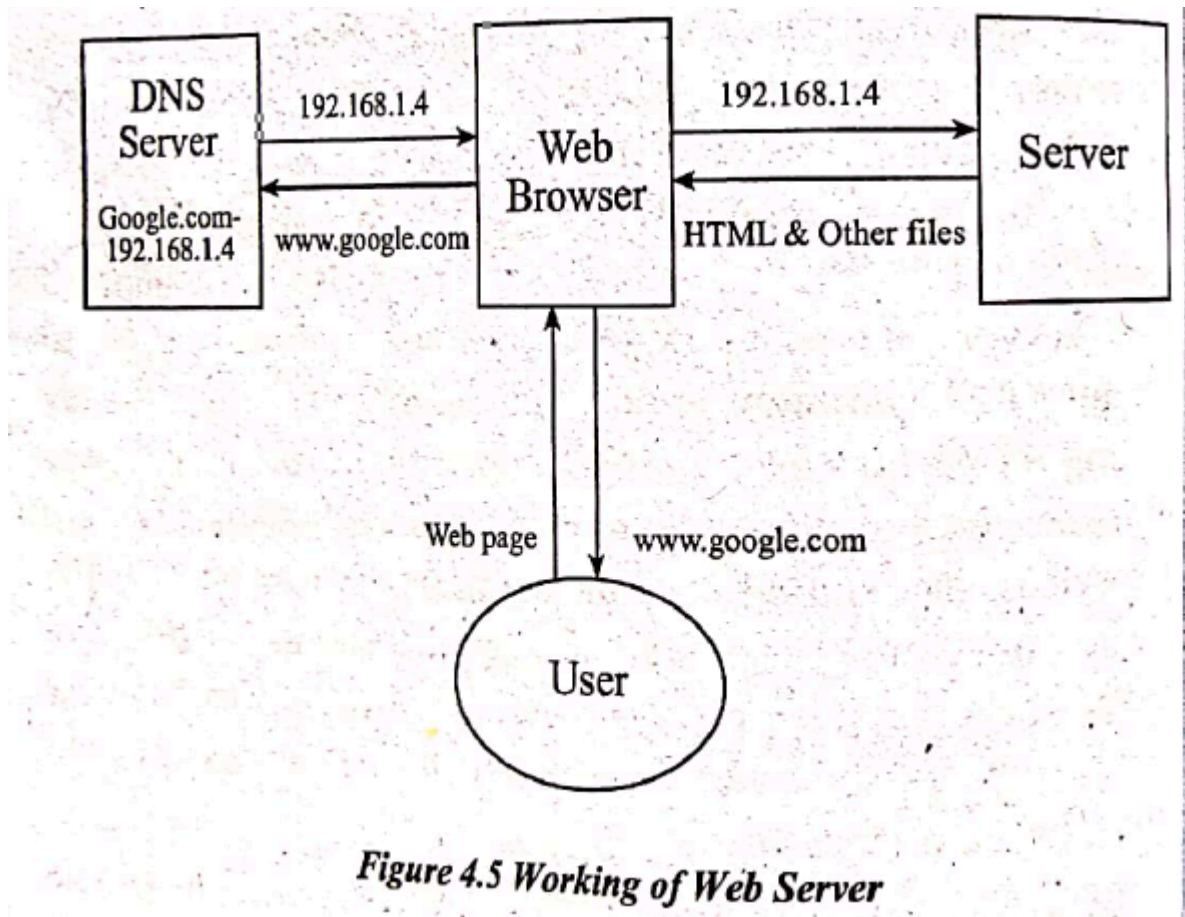 DNS
Server
Google.com-
192.168.1.4
192.168.1.4
www.google.com
Web
Browser
192.168.1.4
HTML & Other files
Server
Web page
www.google.com
User
Figure 4.5 Working of Web Server